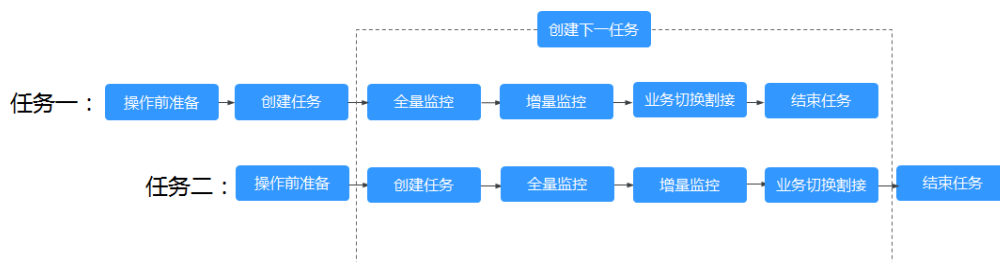 创建下一任务
任务一： 操作前准备 创建任务 全量监控 增量监控 业务切换割接 结束任务
任务二： 操作前准备 创建任务 全量监控 增量监控 业务切换割接 结束任务